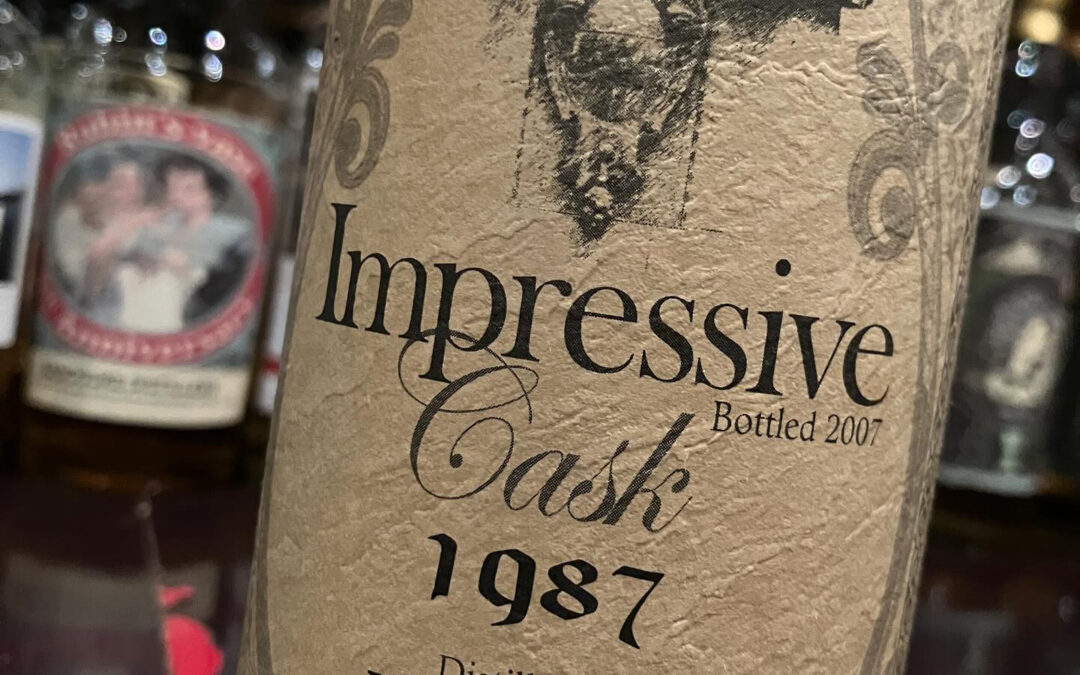 Impressive
Bottled 2007
Cask
1987